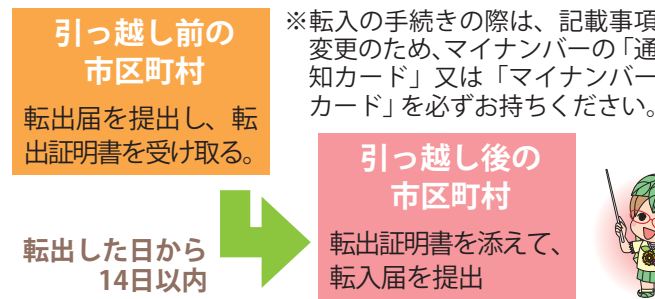 引っ越し前の
市区町村
転出届を提出し、転
出証明書を受け取る。
※転入の手続きの際は、記載事項
変更のため、マイナンバーの「通
知カード」又は「マイナンバー
カード」を必ずお持ちください。
転出した日から
14日以内
引っ越し後の
市区町村
転出証明書を添えて、
転入届を提出